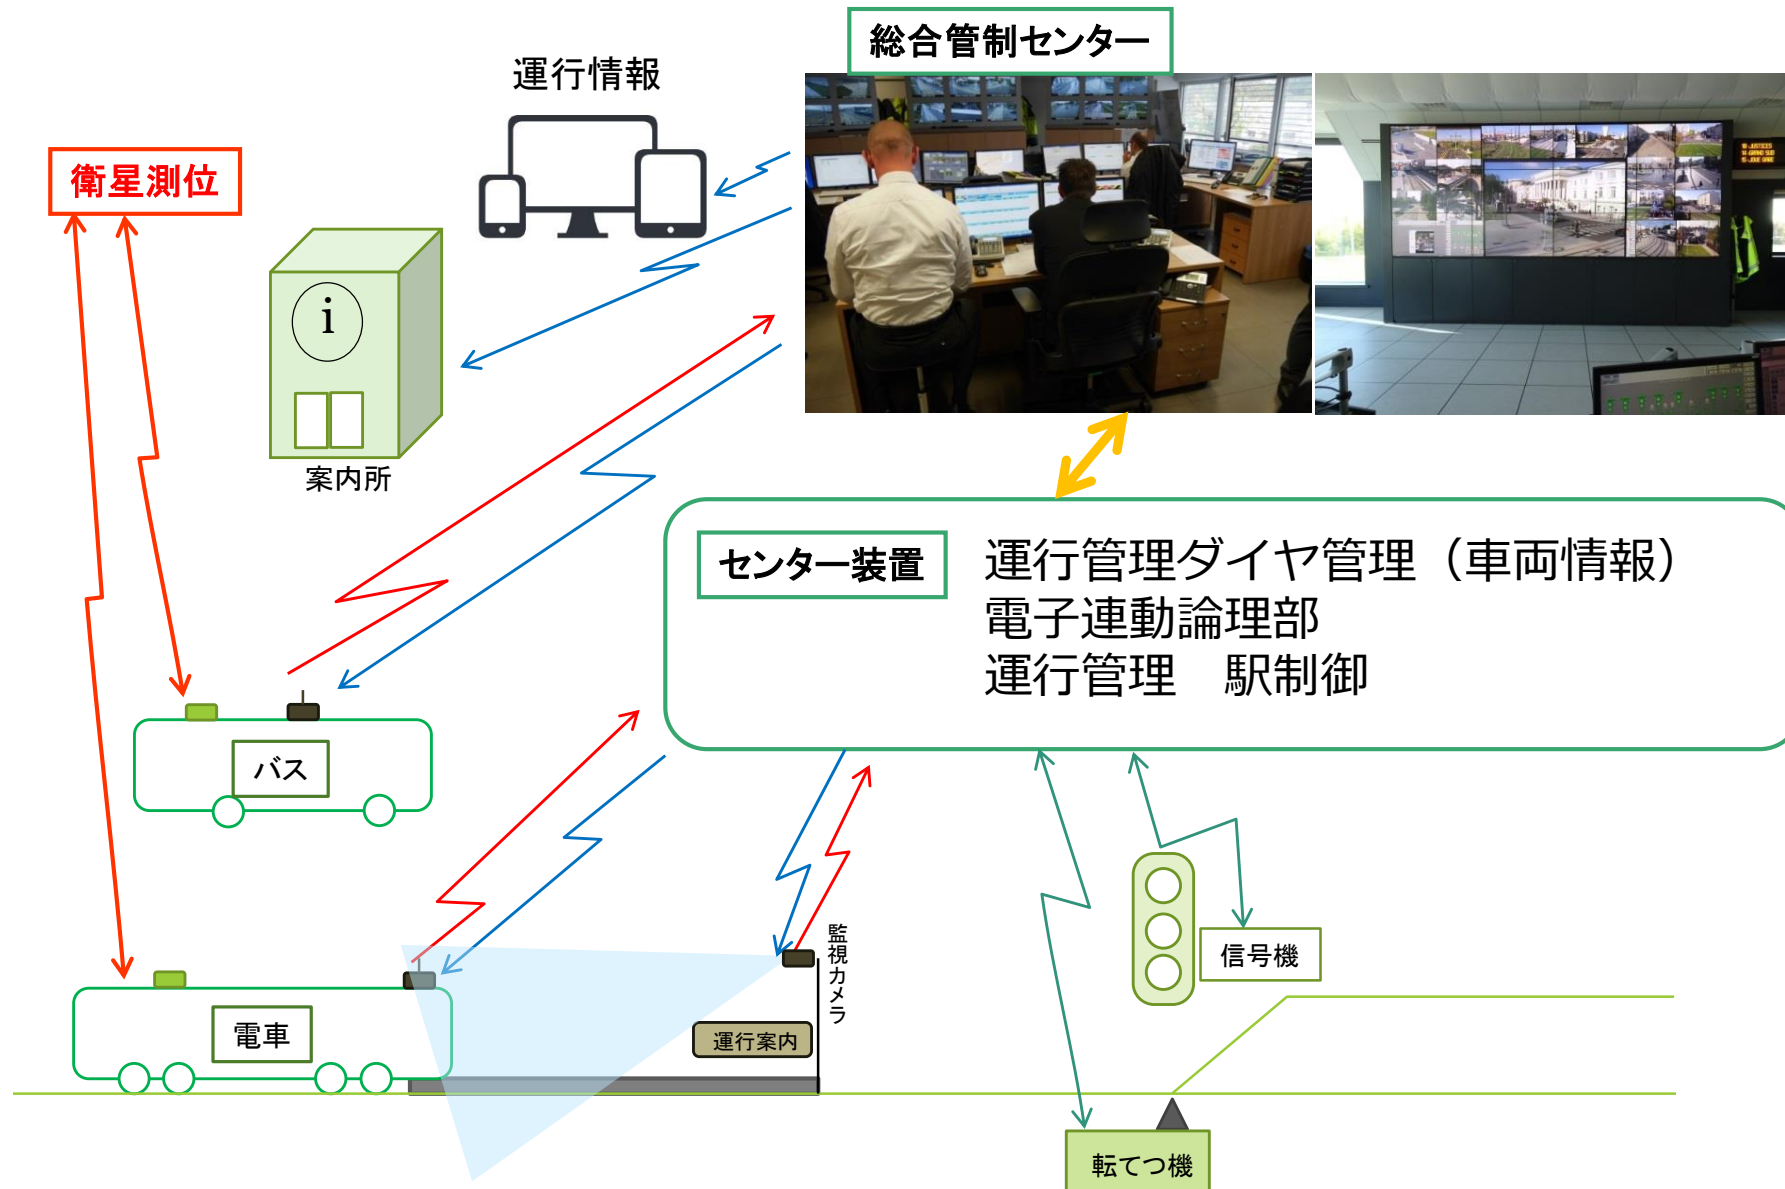 総合管制センター
運行情報
衛星測位
i
案内所
センター装置
運行管理ダイヤ管理（車両情報）
電子連動論理部
運行管理　駅制御
バス
監視カメラ
信号機
電車
運行案内
転てつ機